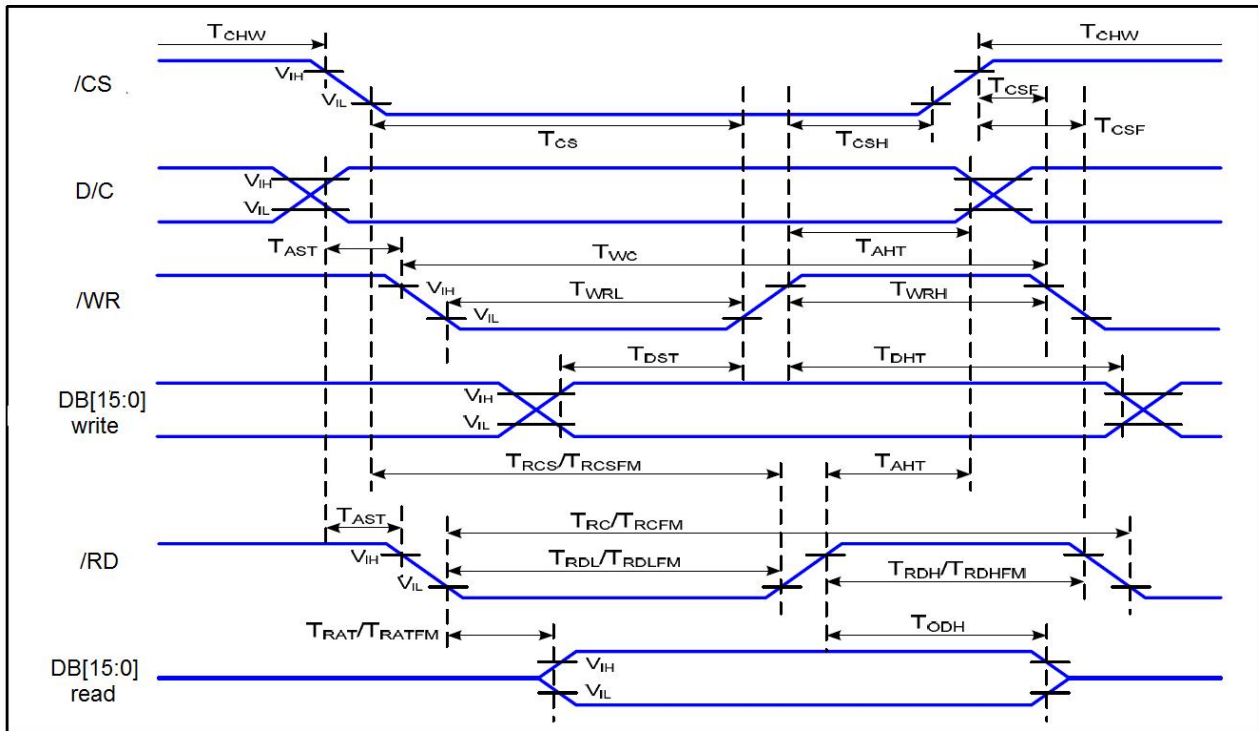 TCHW TCHW
/CS VIH
VIL
TCSF
TCSF
TCS TCSH
D/C VIH
VIL
TAST TWC TAHT
/WR VIH
VIL
TWRL TWRH
TDST TDHT
DB[15:0]
write
VIH
VIL
TRCS/TRCSFM TAHT
TAST TRC/TRCFM
/RD VIH
VIL
TRDL/TRDLFM TRDH/TRDHFM
TRAT/TRATFM TODH
DB[15:0]
read
VIH
VIL